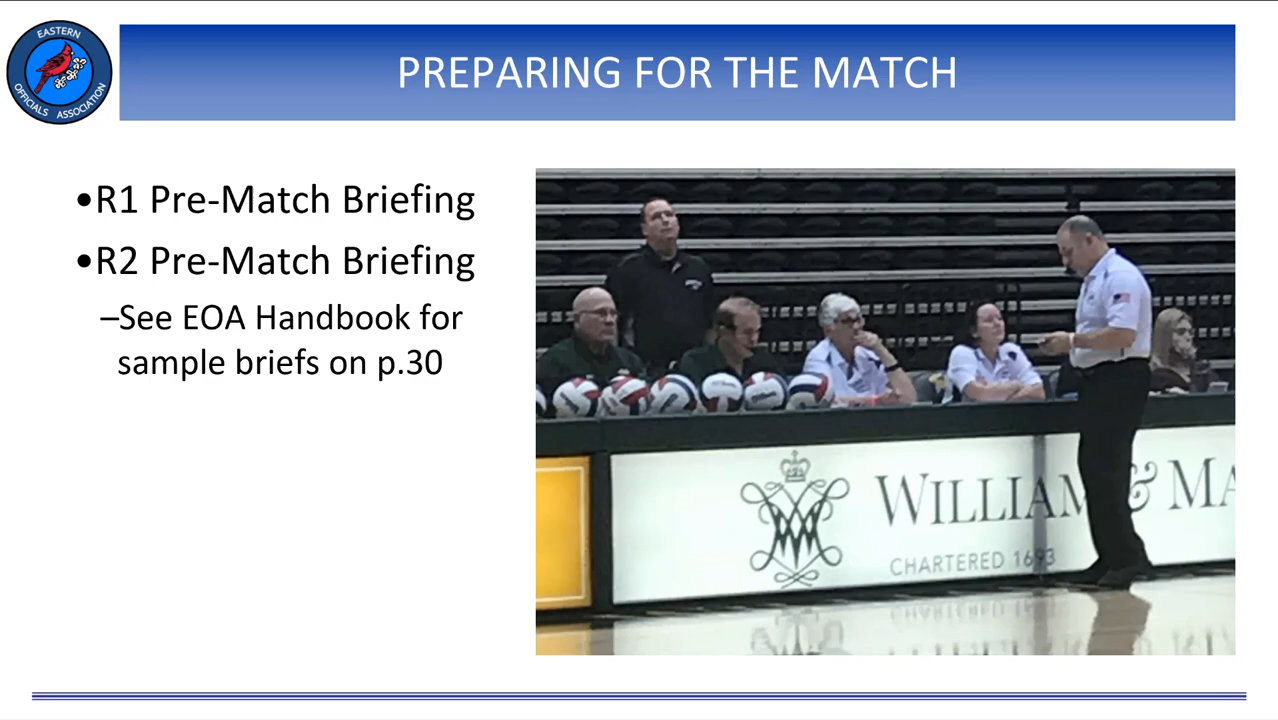 EASTERN
OFFICIALS ASSOCIATION
PREPARING FOR THE MATCH
•R1 Pre-Match Briefing
•R2 Pre-Match Briefing
–See EOA Handbook for
sample briefs on p.30
WILLIAM & MA
CHARTERED 1693